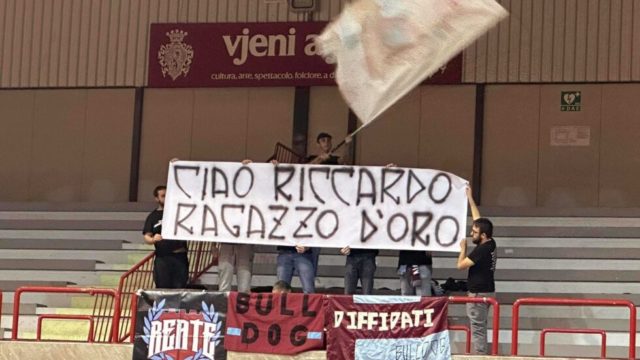 vjeni
cultura, arte, spettacolo, folclore,
DAE
CIAO RICCARDO
RAGAZZO D'ORO
REATE
BULL
DOG
DIFFIDATI